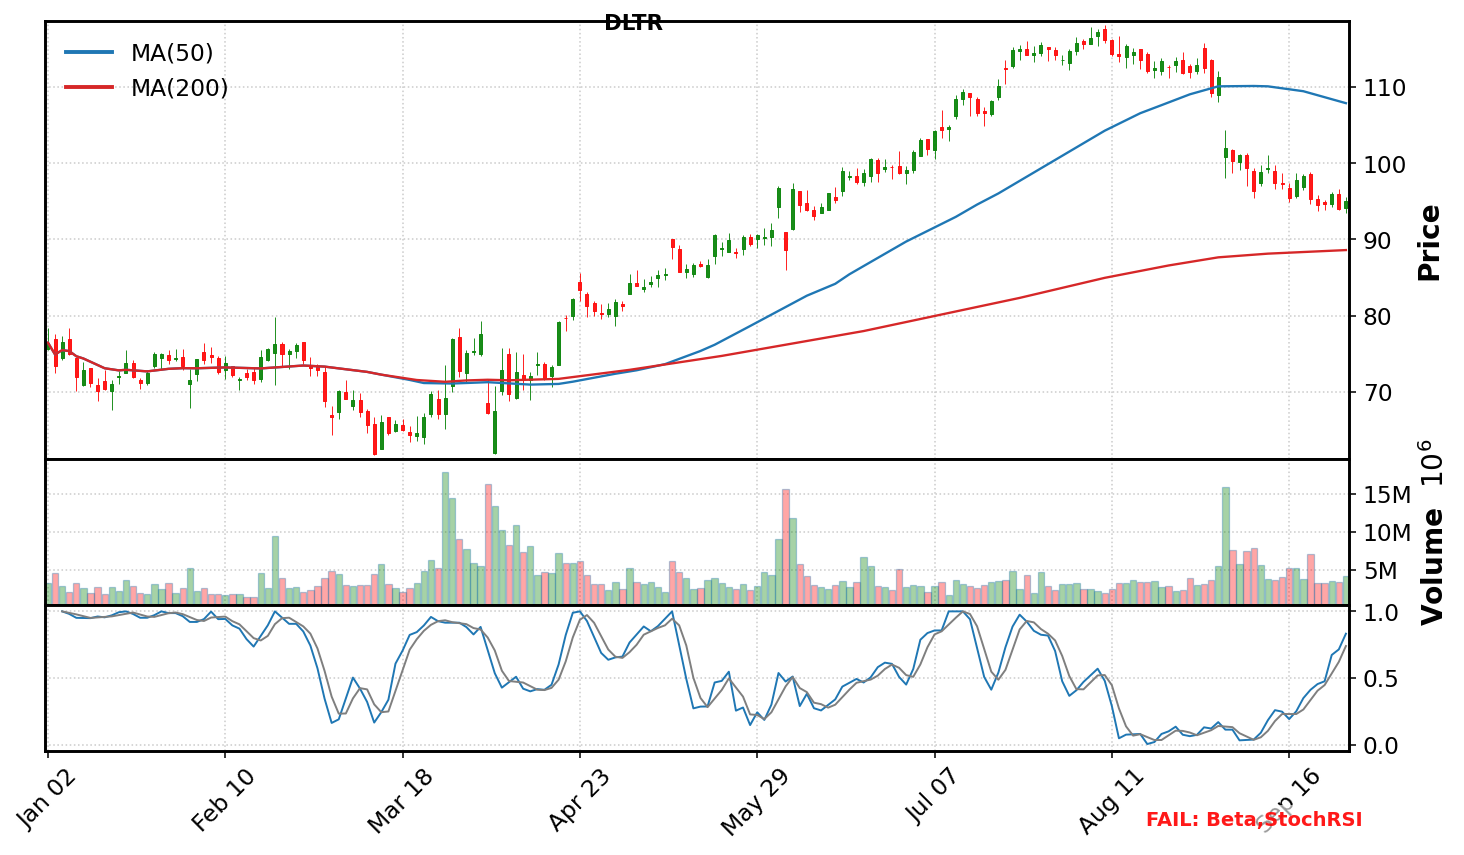 DLTR
MA(50)
MA(200)
110
100
90
80
70
Price
10^6
15M
10M
5M
Volume
1.0
0.5
0.0
Jan 02
Feb 10
Mar 18
Apr 23
May 29
Jul 07
Aug 11
Sep 16
FAIL: Beta,StochRSI